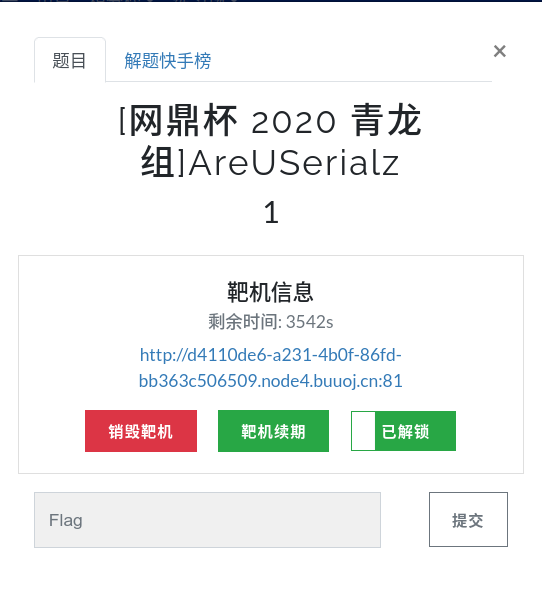 题目 解题快手榜 ×
[网鼎杯 2020 青龙
组]AreUSerialz
1
靶机信息
剩余时间: 3542s
http://d4110de6-a231-4b0f-86fd-
bb363c506509.node4.buuoj.cn:81
销毁靶机 靶机续期 已解锁
Flag 提交